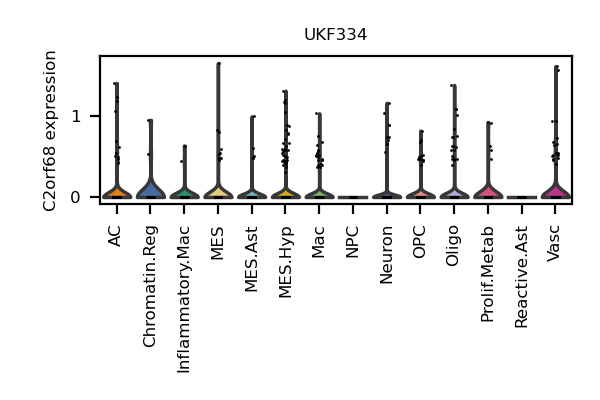 UKF334
C2orf68 expression
1
0
AC
Chromatin.Reg
Inflammatory.Mac
MES
MES.Ast
MES.Hyp
Mac
NPC
Neuron
OPC
Oligo
Prolif.Metab
Reactive.Ast
Vasc